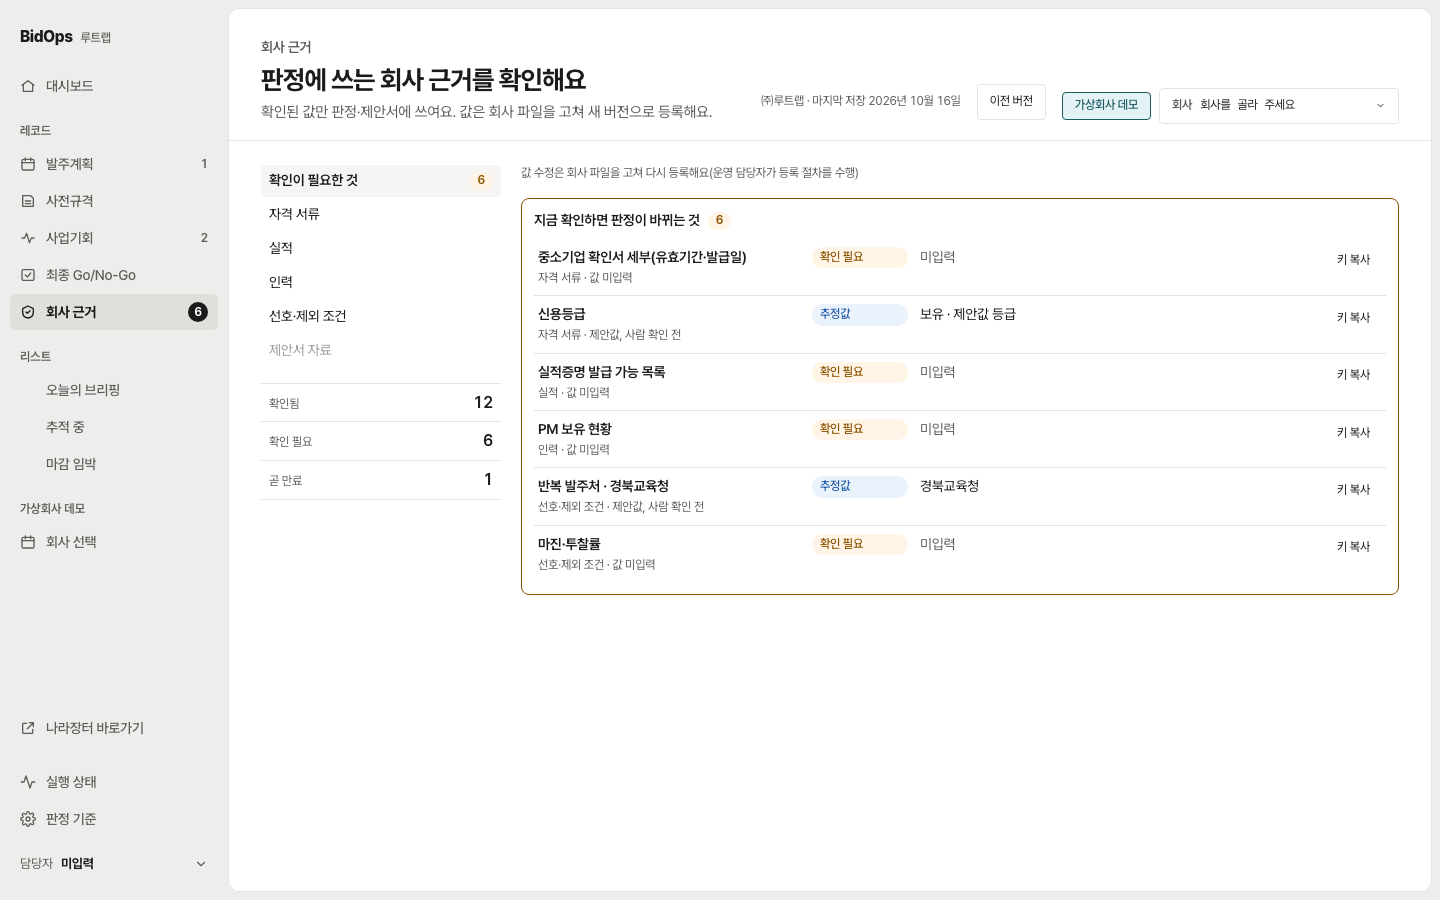 BidOps 루트랩
대시보드
레코드
발주계획 1
사전규격
사업기회 2
최종 Go/No-Go
회사 근거 6
리스트
오늘의 브리핑
추적 중
마감 임박
가상회사 데모
회사 선택
나라장터 바로가기
실행 상태
판정 기준
담당자 미입력
회사 근거
판정에 쓰는 회사 근거를 확인해요
확인된 값만 판정·제안서에 쓰여요. 값은 회사 파일을 고쳐 새 버전으로 등록해요.
㈜루트랩 · 마지막 저장 2026년 10월 16일
이전 버전
가상회사 데모
회사 회사를 골라 주세요
확인이 필요한 것 6
자격 서류
실적
인력
선호·제외 조건
제안서 자료
확인됨 12
확인 필요 6
곧 만료 1
값 수정은 회사 파일을 고쳐 다시 등록해요(운영 담당자가 등록 절차를 수행)
지금 확인하면 판정이 바뀌는 것 6
중소기업 확인서 세부(유효기간·발급일) 확인 필요 미입력 키 복사
자격 서류 · 값 미입력
신용등급 추정값 보유 · 제안값 등급 키 복사
자격 서류 · 제안값, 사람 확인 전
실적증명 발급 가능 목록 확인 필요 미입력 키 복사
실적 · 값 미입력
PM 보유 현황 확인 필요 미입력 키 복사
인력 · 값 미입력
반복 발주처 · 경북교육청 추정값 경북교육청 키 복사
선호·제외 조건 · 제안값, 사람 확인 전
마진·투찰률 확인 필요 미입력 키 복사
선호·제외 조건 · 값 미입력